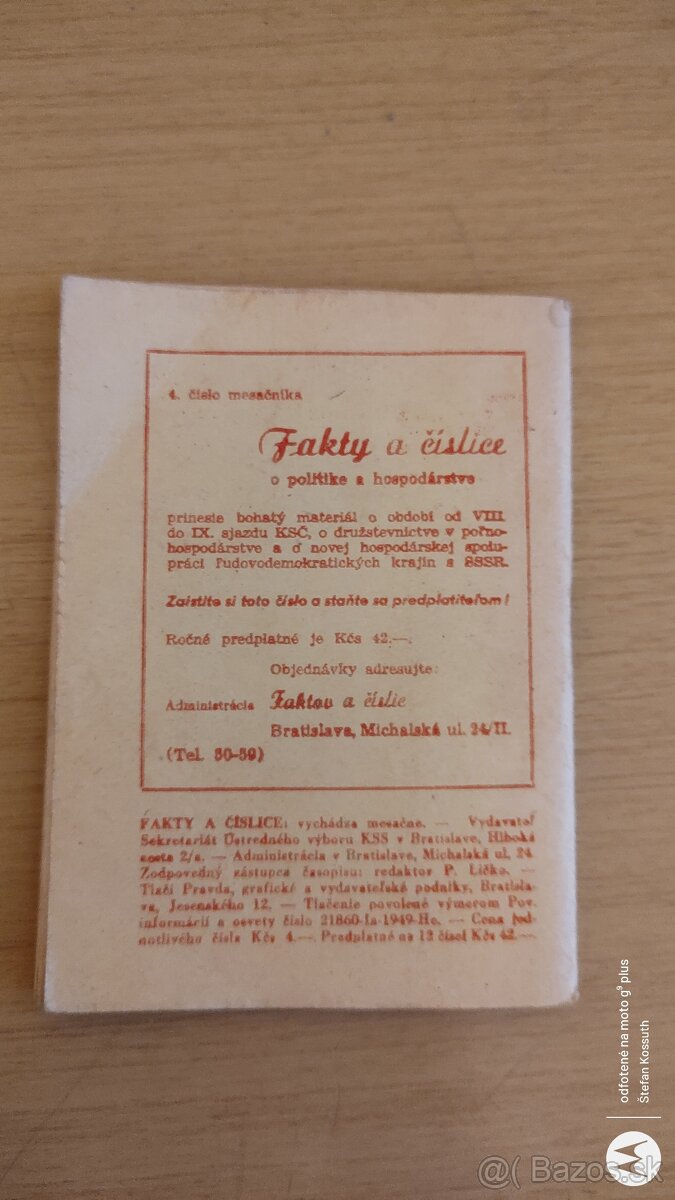 4. číslo mesačníka
Fakty a číslice
o politike a hospodárstve
prinesie bohatý materiál o období od VIII.
do IX. sjazdu KSČ, o družstevníctve v poľno-
hospodárstve a o novej hospodárskej spolu-
práci ľudovodemokratických krajín s SSSR.
Zaistite si toto číslo a staňte sa predplatiteľom!
Ročné predplatné je Kčs 42.—.
Objednávky adresujte:
Administrácia Faktov a číslic
Bratislava, Michalská ul. 24/II.
(Tel. 30-39)
FAKTY A ČÍSLICE: vychádza mesačne. — Vydavateľ
Sekretariát Ústredného výboru KSS v Bratislave, Hlboká
cesta 2/a. — Administrácia v Bratislave, Michalská ul. 24
Zodpovedný zástupca časopisu: redaktor P. Ličko. —
Tlačí Pravda, grafické a vydavateľské podniky, Bratisla-
va, Jesenského 12. — Tlačenie povolené výmerom Pov.
informácií a osvety číslo 21860-Ia-1949-Ho. — Cena jed-
notlivého čísla Kčs 4.—. Predplatné na 12 čísel Kčs 42.—.
odfotené na moto g⁹ plus
Štefan Kossuth
@( Bazos.sk